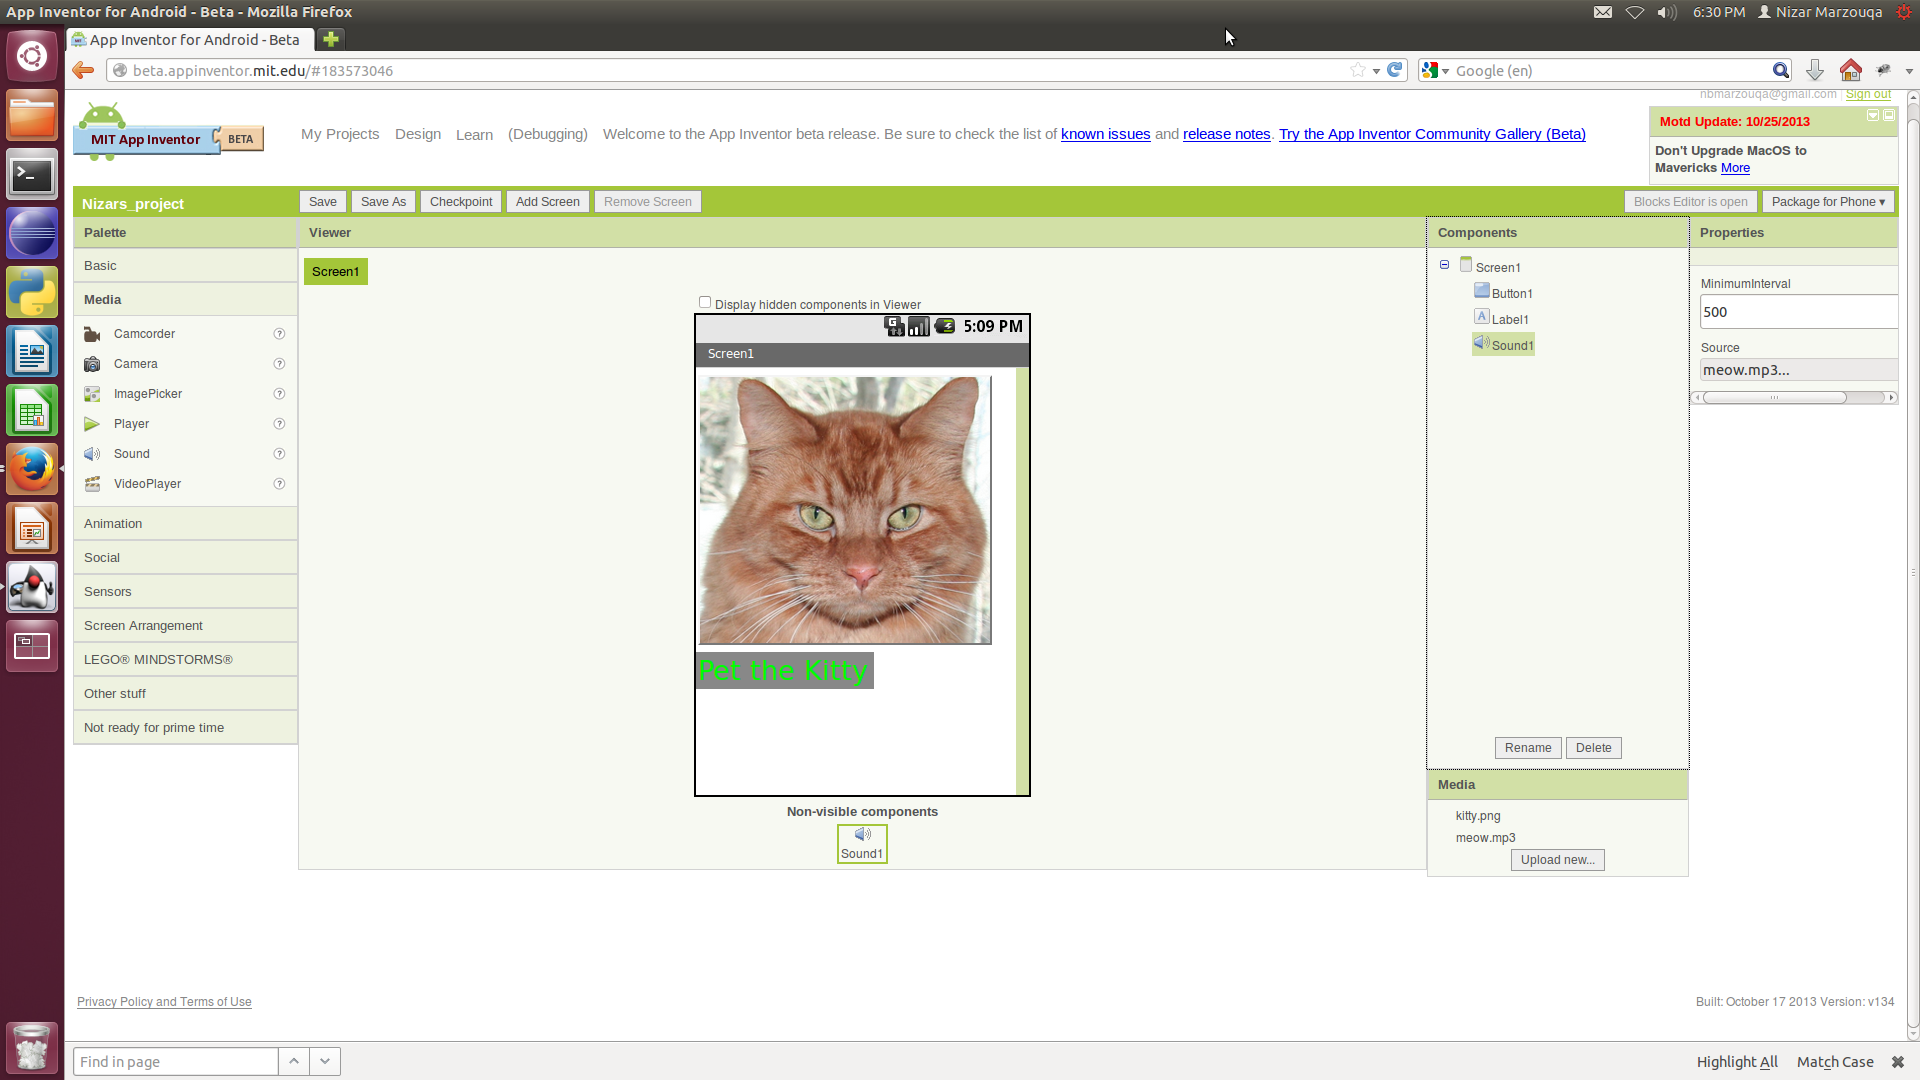 App Inventor for Android - Beta - Mozilla Firefox
6:30 PM Nizar Marzouqa
App Inventor for Android - Beta
beta.appinventor.mit.edu/#183573046
Google (en)
nbmarzouqa@gmail.com | Sign out
MIT App Inventor BETA
My Projects Design Learn (Debugging) Welcome to the App Inventor beta release. Be sure to check the list of known issues and release notes. Try the App Inventor Community Gallery (Beta)
Motd Update: 10/25/2013
Don't Upgrade MacOS to
Mavericks More
Nizars_project
Save Save As Checkpoint Add Screen Remove Screen
Blocks Editor is open Package for Phone ▾
Palette
Basic
Media
Camcorder ?
Camera ?
ImagePicker ?
Player ?
Sound ?
VideoPlayer ?
Animation
Social
Sensors
Screen Arrangement
LEGO® MINDSTORMS®
Other stuff
Not ready for prime time
Viewer
Screen1
Display hidden components in Viewer
G 5:09 PM
Screen1
Pet the Kitty
Non-visible components
Sound1
Components
Screen1
Button1
A Label1
Sound1
Rename Delete
Media
kitty.png
meow.mp3
Upload new...
Properties
MinimumInterval
500
Source
meow.mp3...
Privacy Policy and Terms of Use
Built: October 17 2013 Version: v134
Find in page
Highlight All Match Case